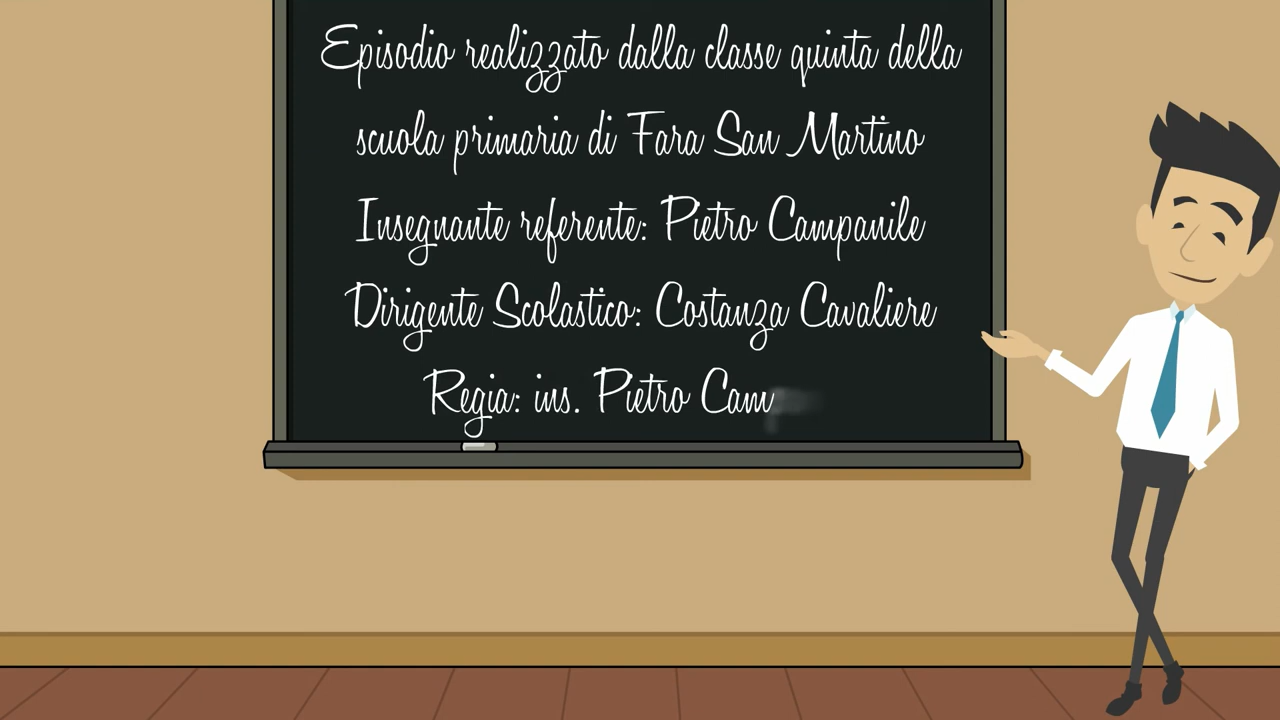 Episodio realizzato dalla classe quinta della
scuola primaria di Fara San Martino
Insegnante referente: Pietro Campanile
Dirigente Scolastico: Costanza Cavaliere
Regia: ins. Pietro Cam